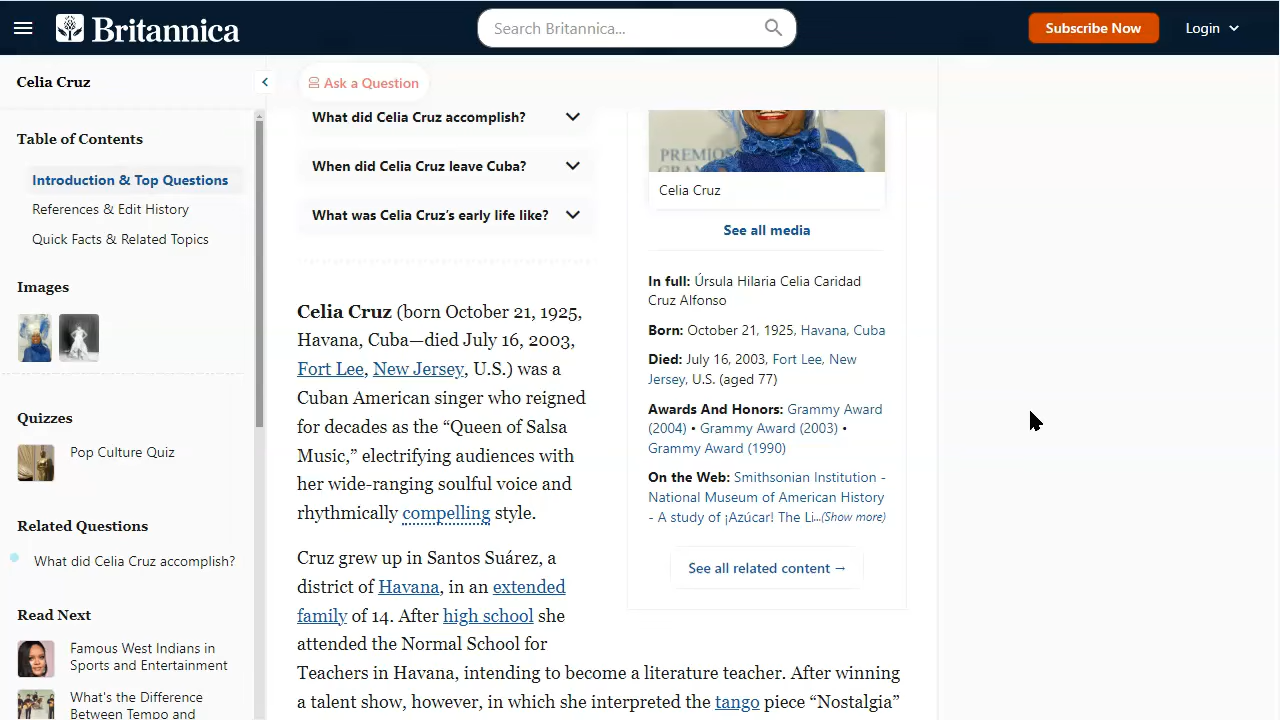 Britannica
Search Britannica...
Subscribe Now
Login
Celia Cruz
Ask a Question
Table of Contents
Introduction & Top Questions
References & Edit History
Quick Facts & Related Topics
Images
Quizzes
Pop Culture Quiz
Related Questions
What did Celia Cruz accomplish?
Read Next
Famous West Indians in
Sports and Entertainment
What's the Difference
Between Tempo and
What did Celia Cruz accomplish?
When did Celia Cruz leave Cuba?
What was Celia Cruz’s early life like?
Celia Cruz (born October 21, 1925,
Havana, Cuba—died July 16, 2003,
Fort Lee, New Jersey, U.S.) was a
Cuban American singer who reigned
for decades as the “Queen of Salsa
Music,” electrifying audiences with
her wide-ranging soulful voice and
rhythmically compelling style.
Cruz grew up in Santos Suárez, a
district of Havana, in an extended
family of 14. After high school she
attended the Normal School for
Teachers in Havana, intending to become a literature teacher. After winning
a talent show, however, in which she interpreted the tango piece “Nostalgia”
PREMIOS
GRA
Celia Cruz
See all media
In full: Úrsula Hilaria Celia Caridad
Cruz Alfonso
Born: October 21, 1925, Havana, Cuba
Died: July 16, 2003, Fort Lee, New
Jersey, U.S. (aged 77)
Awards And Honors: Grammy Award
(2004) • Grammy Award (2003) •
Grammy Award (1990)
On the Web: Smithsonian Institution -
National Museum of American History
- A study of ¡Azúcar! The Li...(Show more)
See all related content →